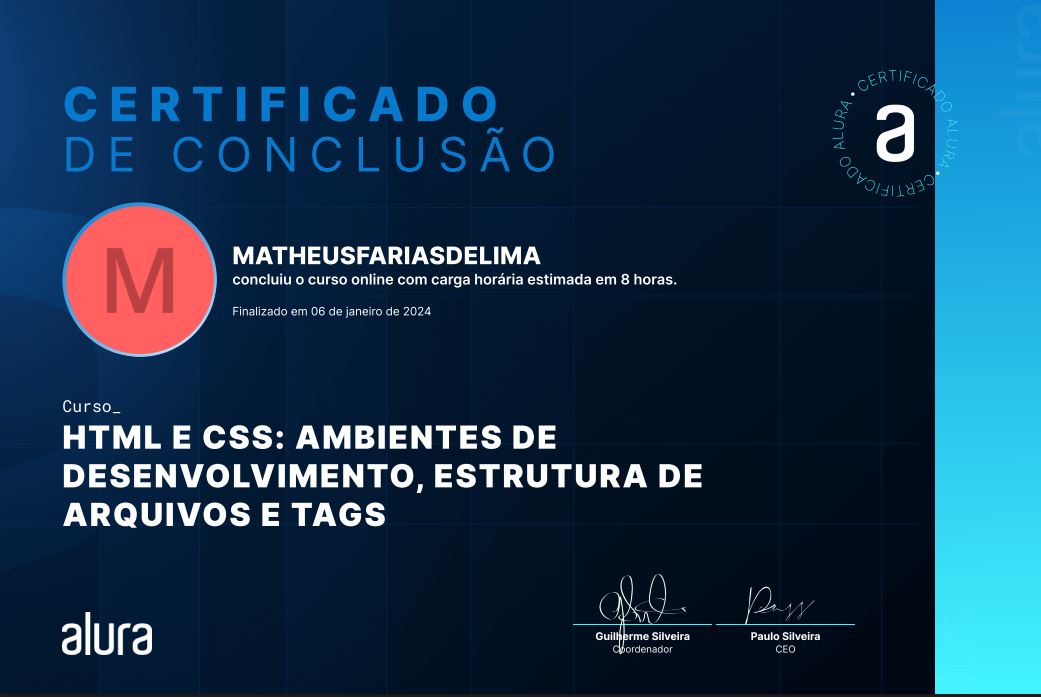 CERTIFICADO
DE CONCLUSÃO
CERTIFICADO ALURA • CERTIFICADO ALURA •
a
M
MATHEUSFARIASDELIMA
concluiu o curso online com carga horária estimada em 8 horas.
Finalizado em 06 de janeiro de 2024
Curso_
HTML E CSS: AMBIENTES DE
DESENVOLVIMENTO, ESTRUTURA DE
ARQUIVOS E TAGS
alura
Guilherme Silveira
Coordenador
Paulo Silveira
CEO
alura
alura